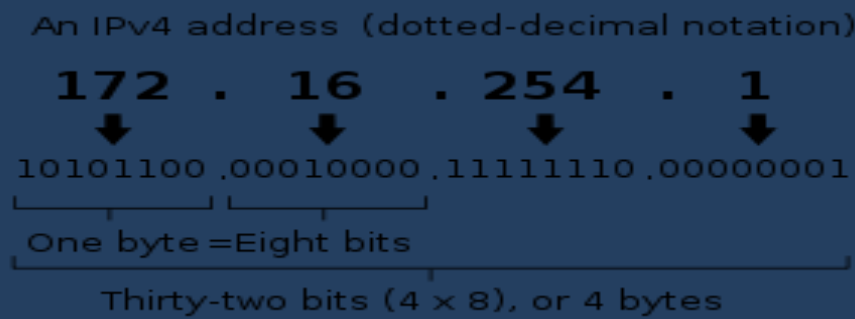 An IPv4 address (dotted-decimal notation)
172 . 16 . 254 . 1
10101100 .00010000 .11111110 .00000001
One byte =Eight bits
Thirty-two bits (4 x 8), or 4 bytes